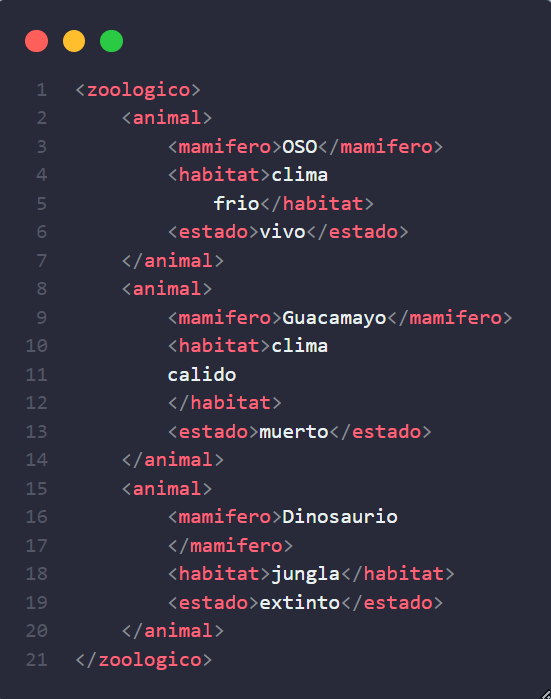 1 <zoologico>
2     <animal>
3         <mamifero>OSO</mamifero>
4         <habitat>clima
5             frio</habitat>
6         <estado>vivo</estado>
7     </animal>
8     <animal>
9         <mamifero>Guacamayo</mamifero>
10         <habitat>clima
11         calido
12         </habitat>
13         <estado>muerto</estado>
14     </animal>
15     <animal>
16         <mamifero>Dinosaurio
17         </mamifero>
18         <habitat>jungla</habitat>
19         <estado>extinto</estado>
20     </animal>
21 </zoologico>